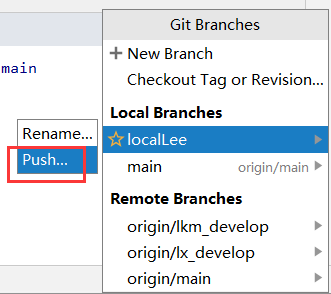 Git Branches
New Branch
Checkout Tag or Revision...
main
Local Branches
localLee
main origin/main
Rename...
Push...
Remote Branches
origin/lkm_develop
origin/lx_develop
origin/main